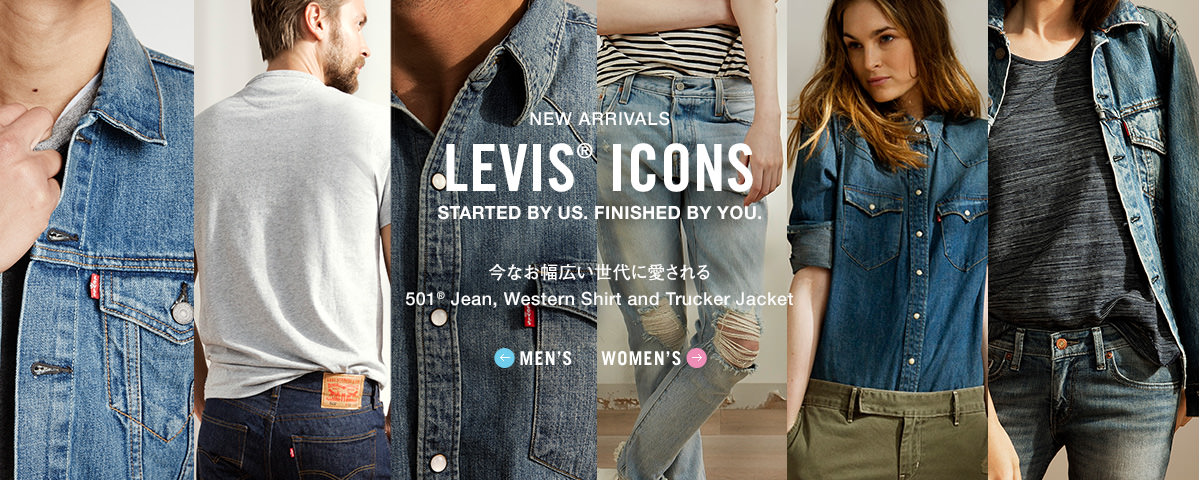 NEW ARRIVALS
LEVIS® ICONS
STARTED BY US. FINISHED BY YOU.
今なお幅広い世代に愛される
501® Jean, Western Shirt and Trucker Jacket
MEN'S WOMEN'S